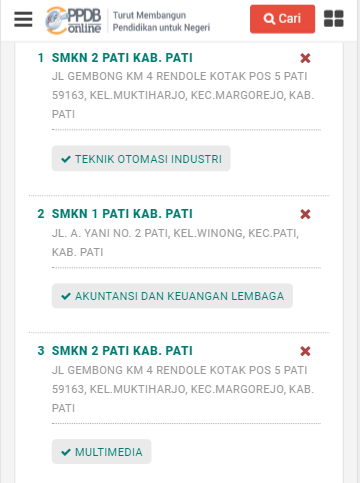 PPDB
online
Turut Membangun
Pendidikan untuk Negeri
Cari
1 SMKN 2 PATI KAB. PATI
JL GEMBONG KM 4 RENDOLE KOTAK POS 5 PATI
59163, KEL.MUKTIHARJO, KEC.MARGOREJO, KAB.
PATI
TEKNIK OTOMASI INDUSTRI
2 SMKN 1 PATI KAB. PATI
JL. A. YANI NO. 2 PATI, KEL.WINONG, KEC.PATI,
KAB. PATI
AKUNTANSI DAN KEUANGAN LEMBAGA
3 SMKN 2 PATI KAB. PATI
JL GEMBONG KM 4 RENDOLE KOTAK POS 5 PATI
59163, KEL.MUKTIHARJO, KEC.MARGOREJO, KAB.
PATI
MULTIMEDIA